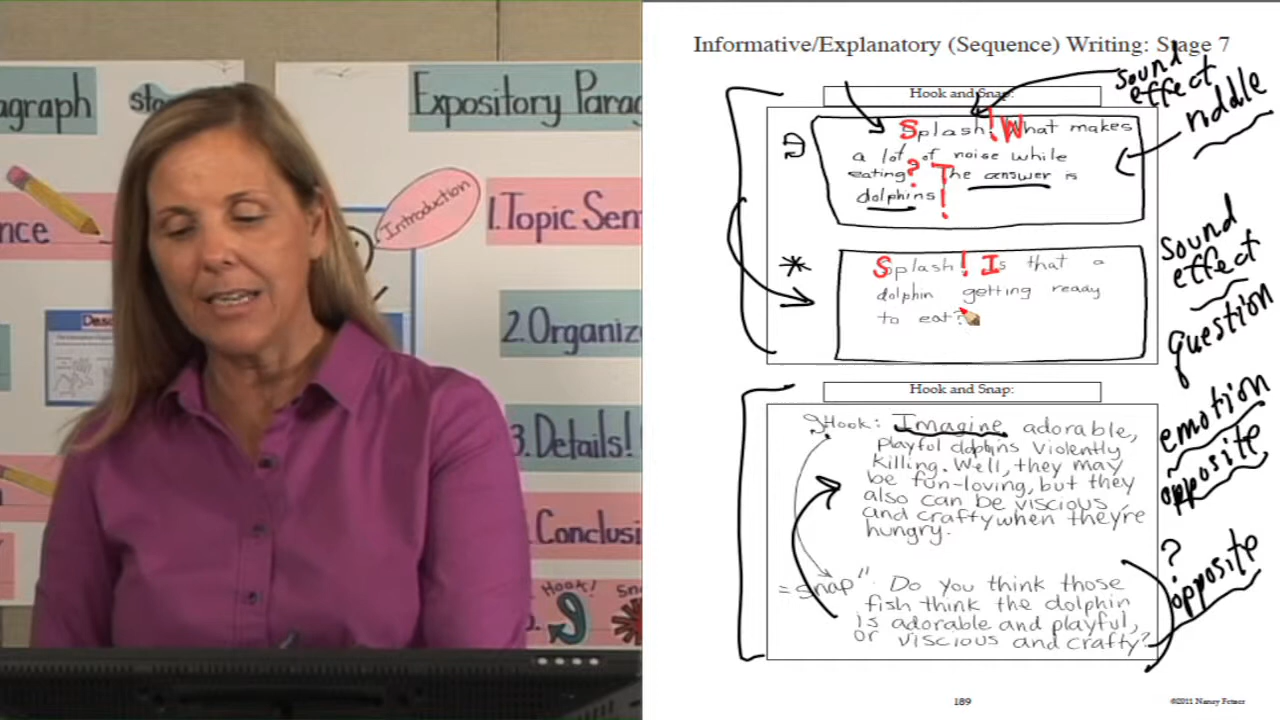 aragraph
sto
Expository Parag
nce
Introduction
1.Topic Sen
Desc
2.Organiz
3.Details!
Conclusi
Hook!
Sn
Informative/Explanatory (Sequence) Writing: Stage 7
Hook and Snap:
sound
effect
riddle
Splash! What makes
a lot of noise while
eating? The answer is
dolphins!
Splash! Is that a
dolphin getting ready
to eat?
sound
effect
question
Hook and Snap:
Hook: Imagine adorable,
playful dolphins violently
killing. Well, they may
be fun-loving, but they
also can be viscious
and crafty when they're
hungry.
emotion
opposite
= snap" Do you think those
fish think the dolphin
is adorable and playful,
or viscious and crafty?
?
opposite
189
©2011 Nancy Fetzer